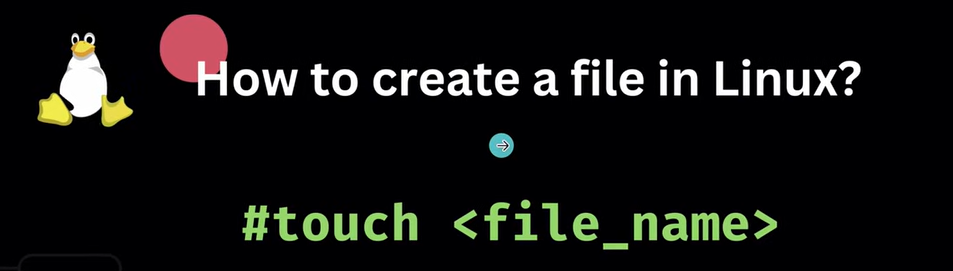 How to create a file in Linux?
#touch <file_name>